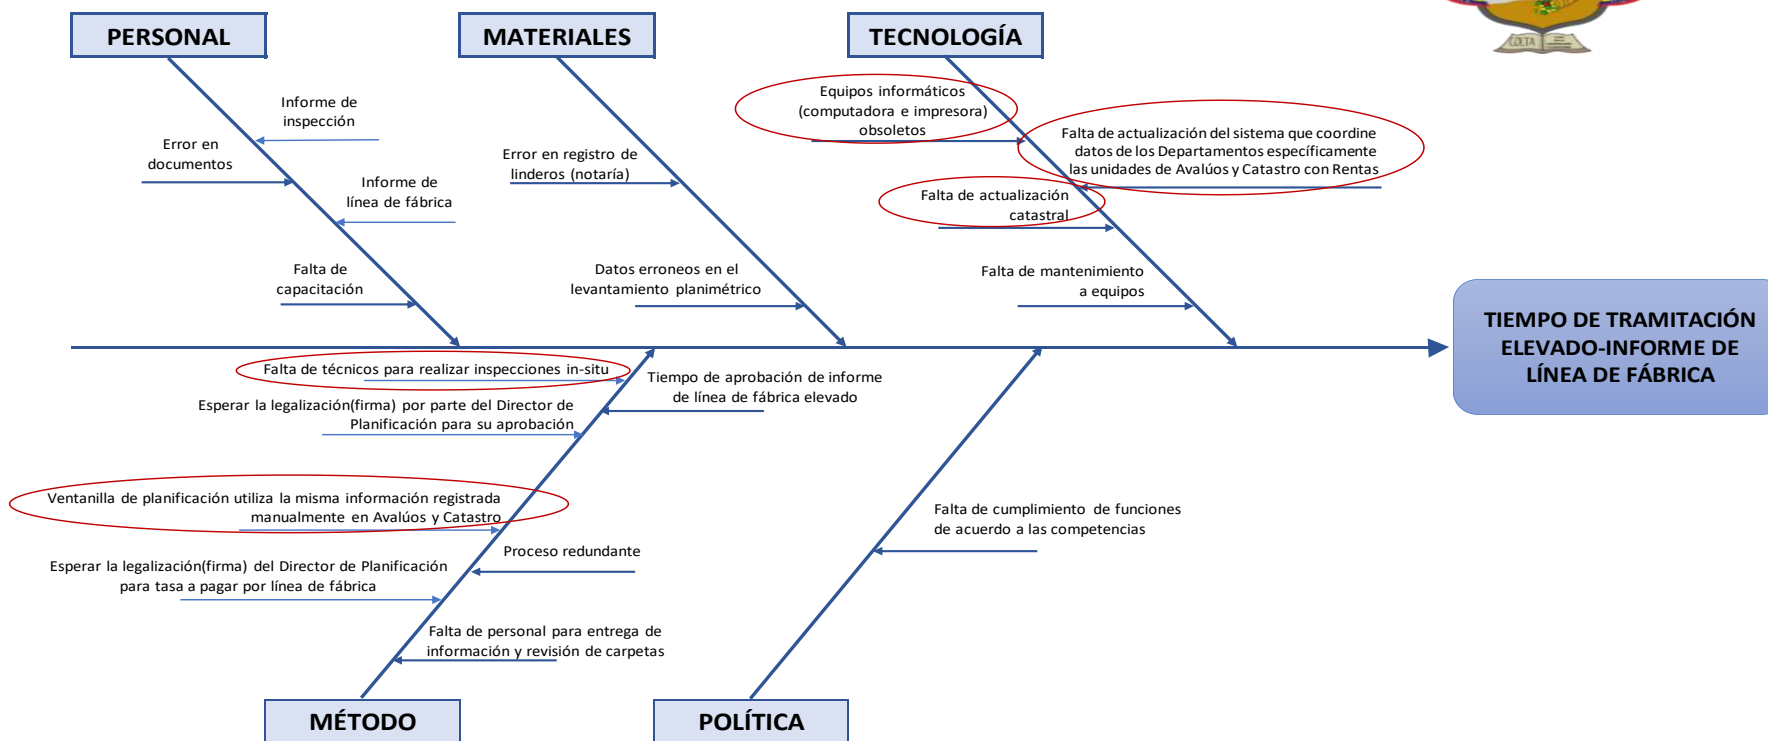 COLTA
PERSONAL
MATERIALES
TECNOLOGÍA
Informe de
inspección
Error en
documentos
Informe de
línea de fábrica
Falta de
capacitación
Error en registro de
linderos (notaría)
Datos erroneos en el
levantamiento planimétrico
Equipos informáticos
(computadora e impresora)
obsoletos
Falta de actualización del sistema que coordine
datos de los Departamentos específicamente
las unidades de Avalúos y Catastro con Rentas
Falta de actualización
catastral
Falta de mantenimiento
a equipos
TIEMPO DE TRAMITACIÓN
ELEVADO-INFORME DE
LÍNEA DE FÁBRICA
Falta de técnicos para realizar inspecciones in-situ
Tiempo de aprobación de informe
de línea de fábrica elevado
Esperar la legalización(firma) por parte del Director de
Planificación para su aprobación
Ventanilla de planificación utiliza la misma información registrada
manualmente en Avalúos y Catastro
Proceso redundante
Esperar la legalización(firma) del Director de Planificación
para tasa a pagar por línea de fábrica
Falta de personal para entrega de
información y revisión de carpetas
Falta de cumplimiento de funciones
de acuerdo a las competencias
MÉTODO
POLÍTICA